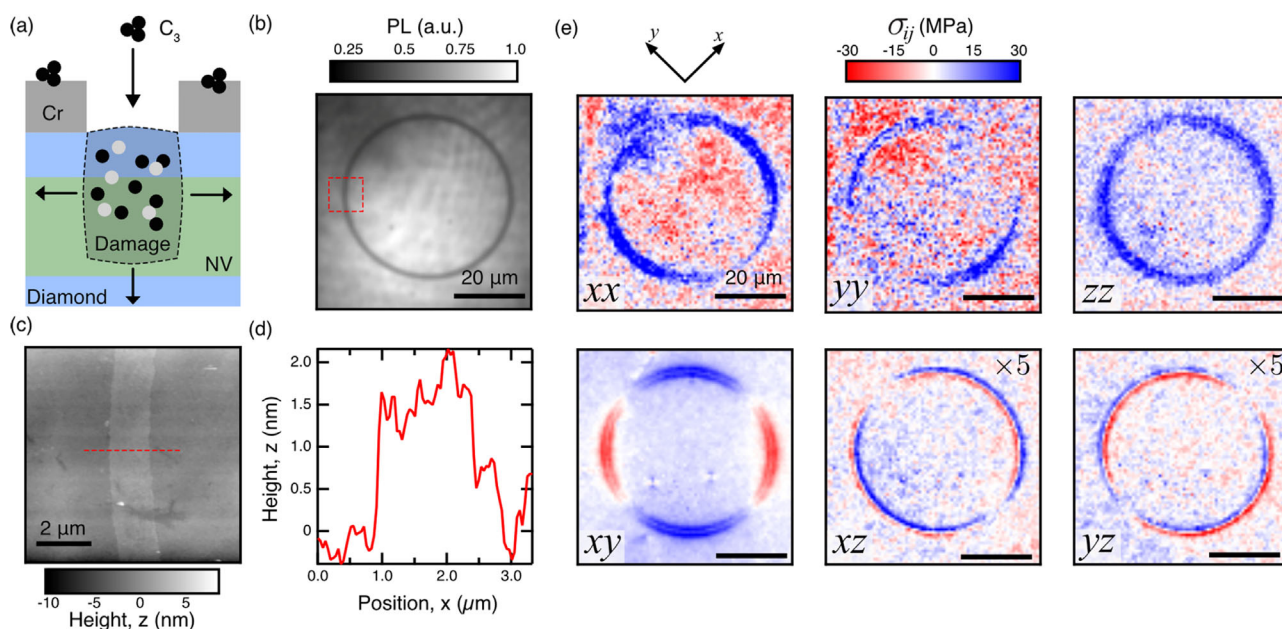 (a)
C3
Cr
Damage
NV
Diamond
(b)
PL (a.u.)
0.25 0.50 0.75 1.0
20 μm
(c)
2 μm
-10 -5 0 5
Height, z (nm)
(d)
Height, z (nm)
2.0
1.5
1.0
0.5
0
0.0 1.0 2.0 3.0
Position, x (μm)
(e)
y x
σij (MPa)
-30 -15 0 15 30
xx
20 μm
yy
zz
xy
×5
xz
×5
yz